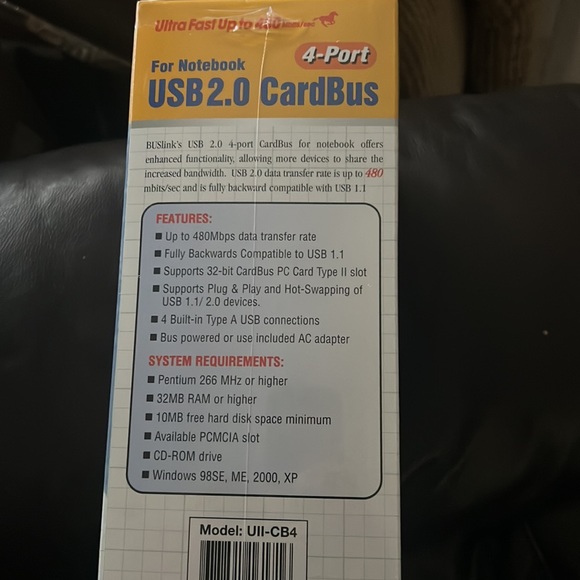 Ultra Fast Up to 480 Mbits/sec
4-Port
For Notebook
USB 2.0 CardBus
BUSlink's USB 2.0 4-port CardBus for notebook offers
enhanced functionality, allowing more devices to share the
increased bandwidth. USB 2.0 data transfer rate is up to 480
mbits/sec and is fully backward compatible with USB 1.1
FEATURES:
■ Up to 480Mbps data transfer rate
■ Fully Backwards Compatible to USB 1.1
■ Supports 32-bit CardBus PC Card Type II slot
■ Supports Plug & Play and Hot-Swapping of
USB 1.1/ 2.0 devices.
■ 4 Built-in Type A USB connections
■ Bus powered or use included AC adapter
SYSTEM REQUIREMENTS:
■ Pentium 266 MHz or higher
■ 32MB RAM or higher
■ 10MB free hard disk space minimum
■ Available PCMCIA slot
■ CD-ROM drive
■ Windows 98SE, ME, 2000, XP
Model: UII-CB4